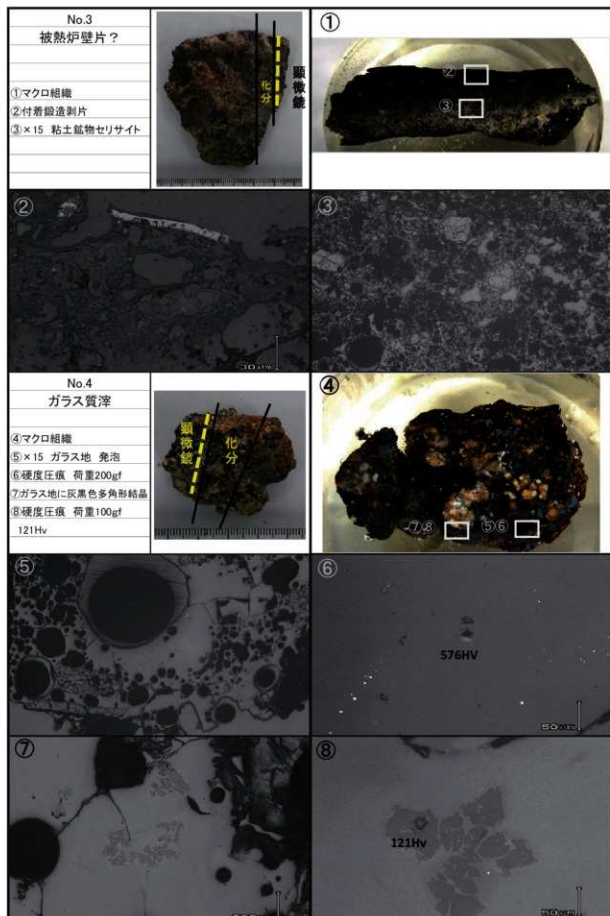 No.3
被熱炉壁片?
①マクロ組織
②付着鍛造剥片
③×15 粘土鉱物セリサイト
化分
顕微鏡
①
②
③
②
30μm
③
No.4
ガラス質滓
④マクロ組織
⑤×15 ガラス地 発泡
⑥硬度圧痕 荷重200gf
⑦ガラス地に灰黒色多角形結晶
⑧硬度圧痕 荷重100gf
121Hv
顕微鏡
化分
④
⑦⑧
⑤⑥
⑤
⑥
576HV
50μm
⑦
⑧
121Hv
50μm